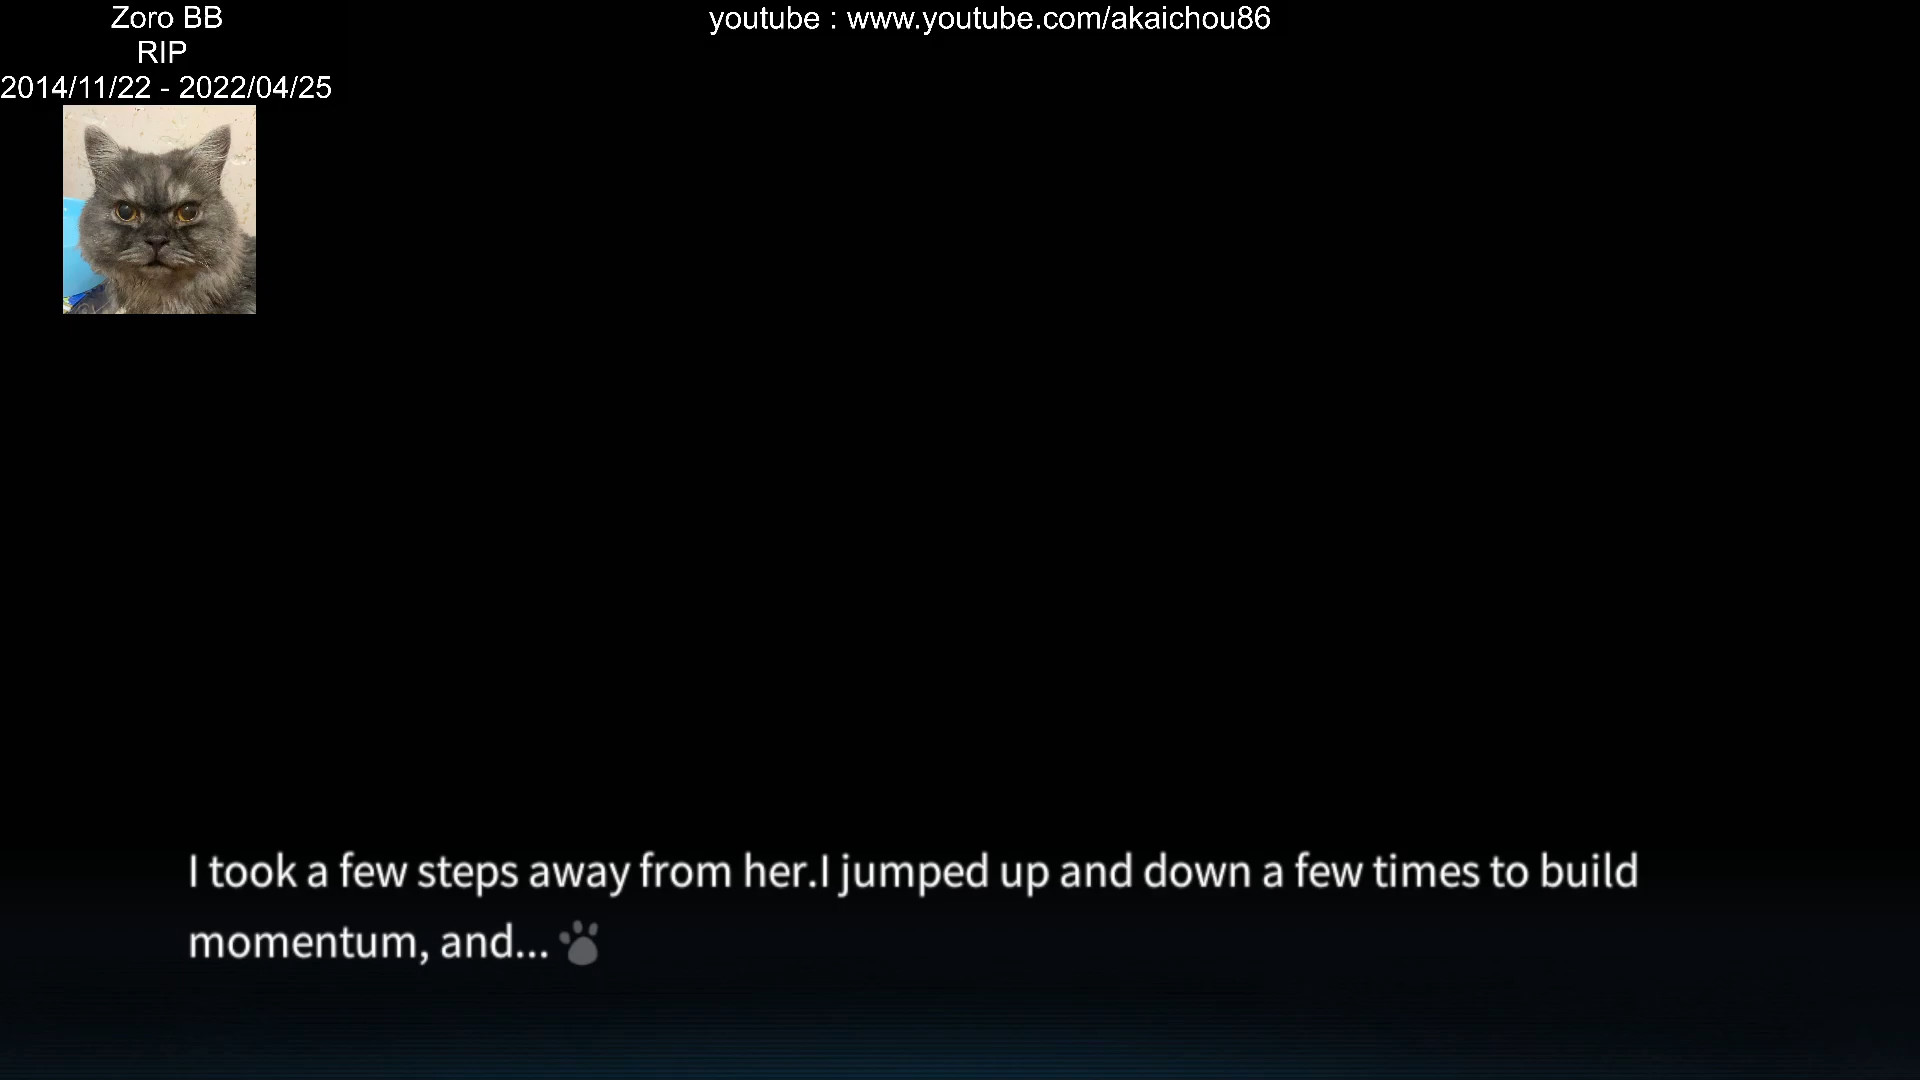 Zoro BB
RIP
2014/11/22 - 2022/04/25
youtube : www.youtube.com/akaichou86
I took a few steps away from her.I jumped up and down a few times to build
momentum, and...